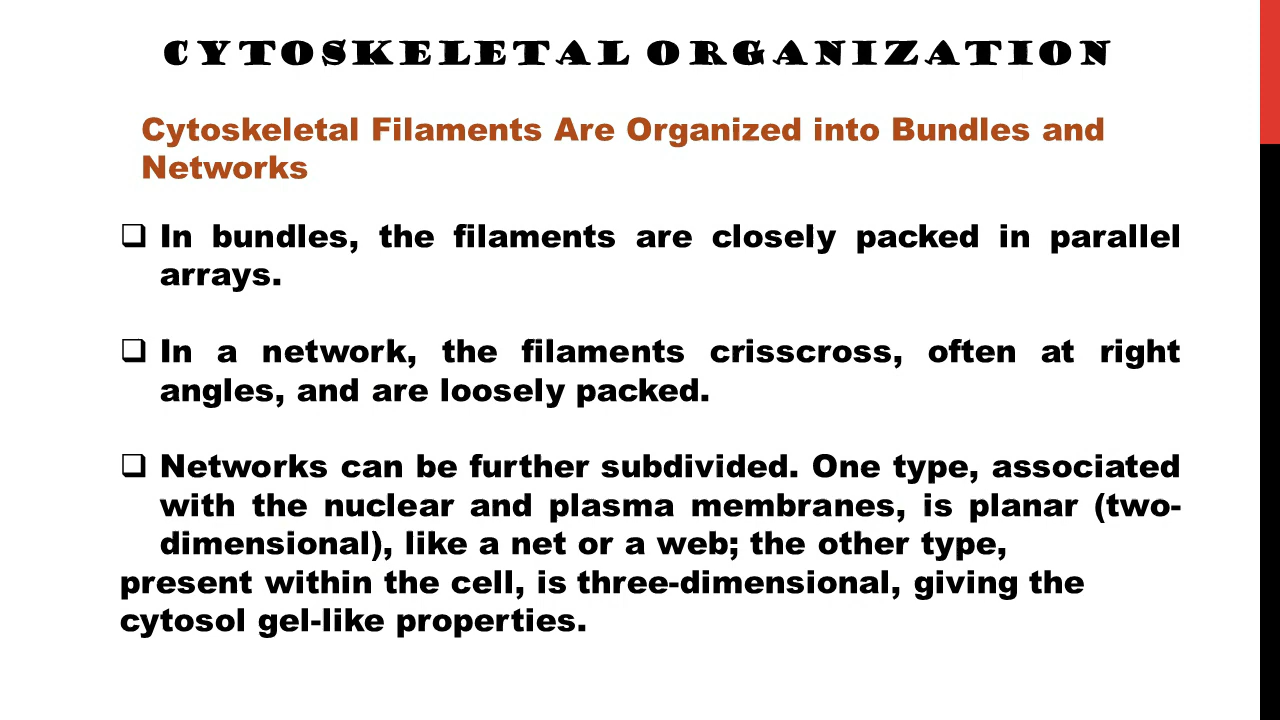 CYTOSKELETAL ORGANIZATION
Cytoskeletal Filaments Are Organized into Bundles and
Networks
❑ In bundles, the filaments are closely packed in parallel
arrays.
❑ In a network, the filaments crisscross, often at right
angles, and are loosely packed.
❑ Networks can be further subdivided. One type, associated
with the nuclear and plasma membranes, is planar (two-
dimensional), like a net or a web; the other type,
present within the cell, is three-dimensional, giving the
cytosol gel-like properties.